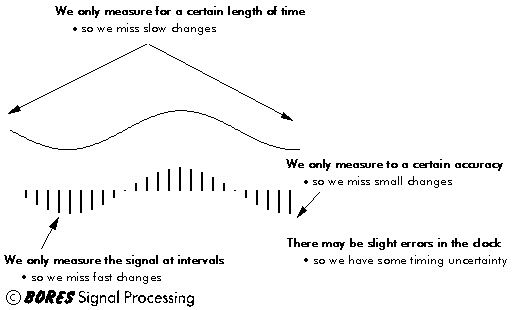 We only measure for a certain length of time
• so we miss slow changes
We only measure to a certain accuracy
• so we miss small changes
There may be slight errors in the clock
• so we have some timing uncertainty
We only measure the signal at intervals
• so we miss fast changes
© BORES Signal Processing